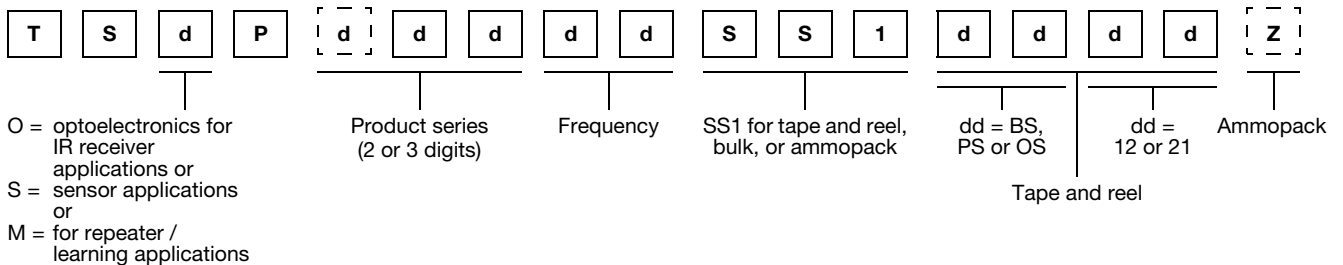 T S d P d d d d d S S 1 d d d d Z
O = optoelectronics for
IR receiver
applications or
S = sensor applications
or
M = for repeater /
learning applications
Product series
(2 or 3 digits)
Frequency
SS1 for tape and reel,
bulk, or ammopack
dd = BS,
PS or OS
dd =
12 or 21
Tape and reel
Ammopack